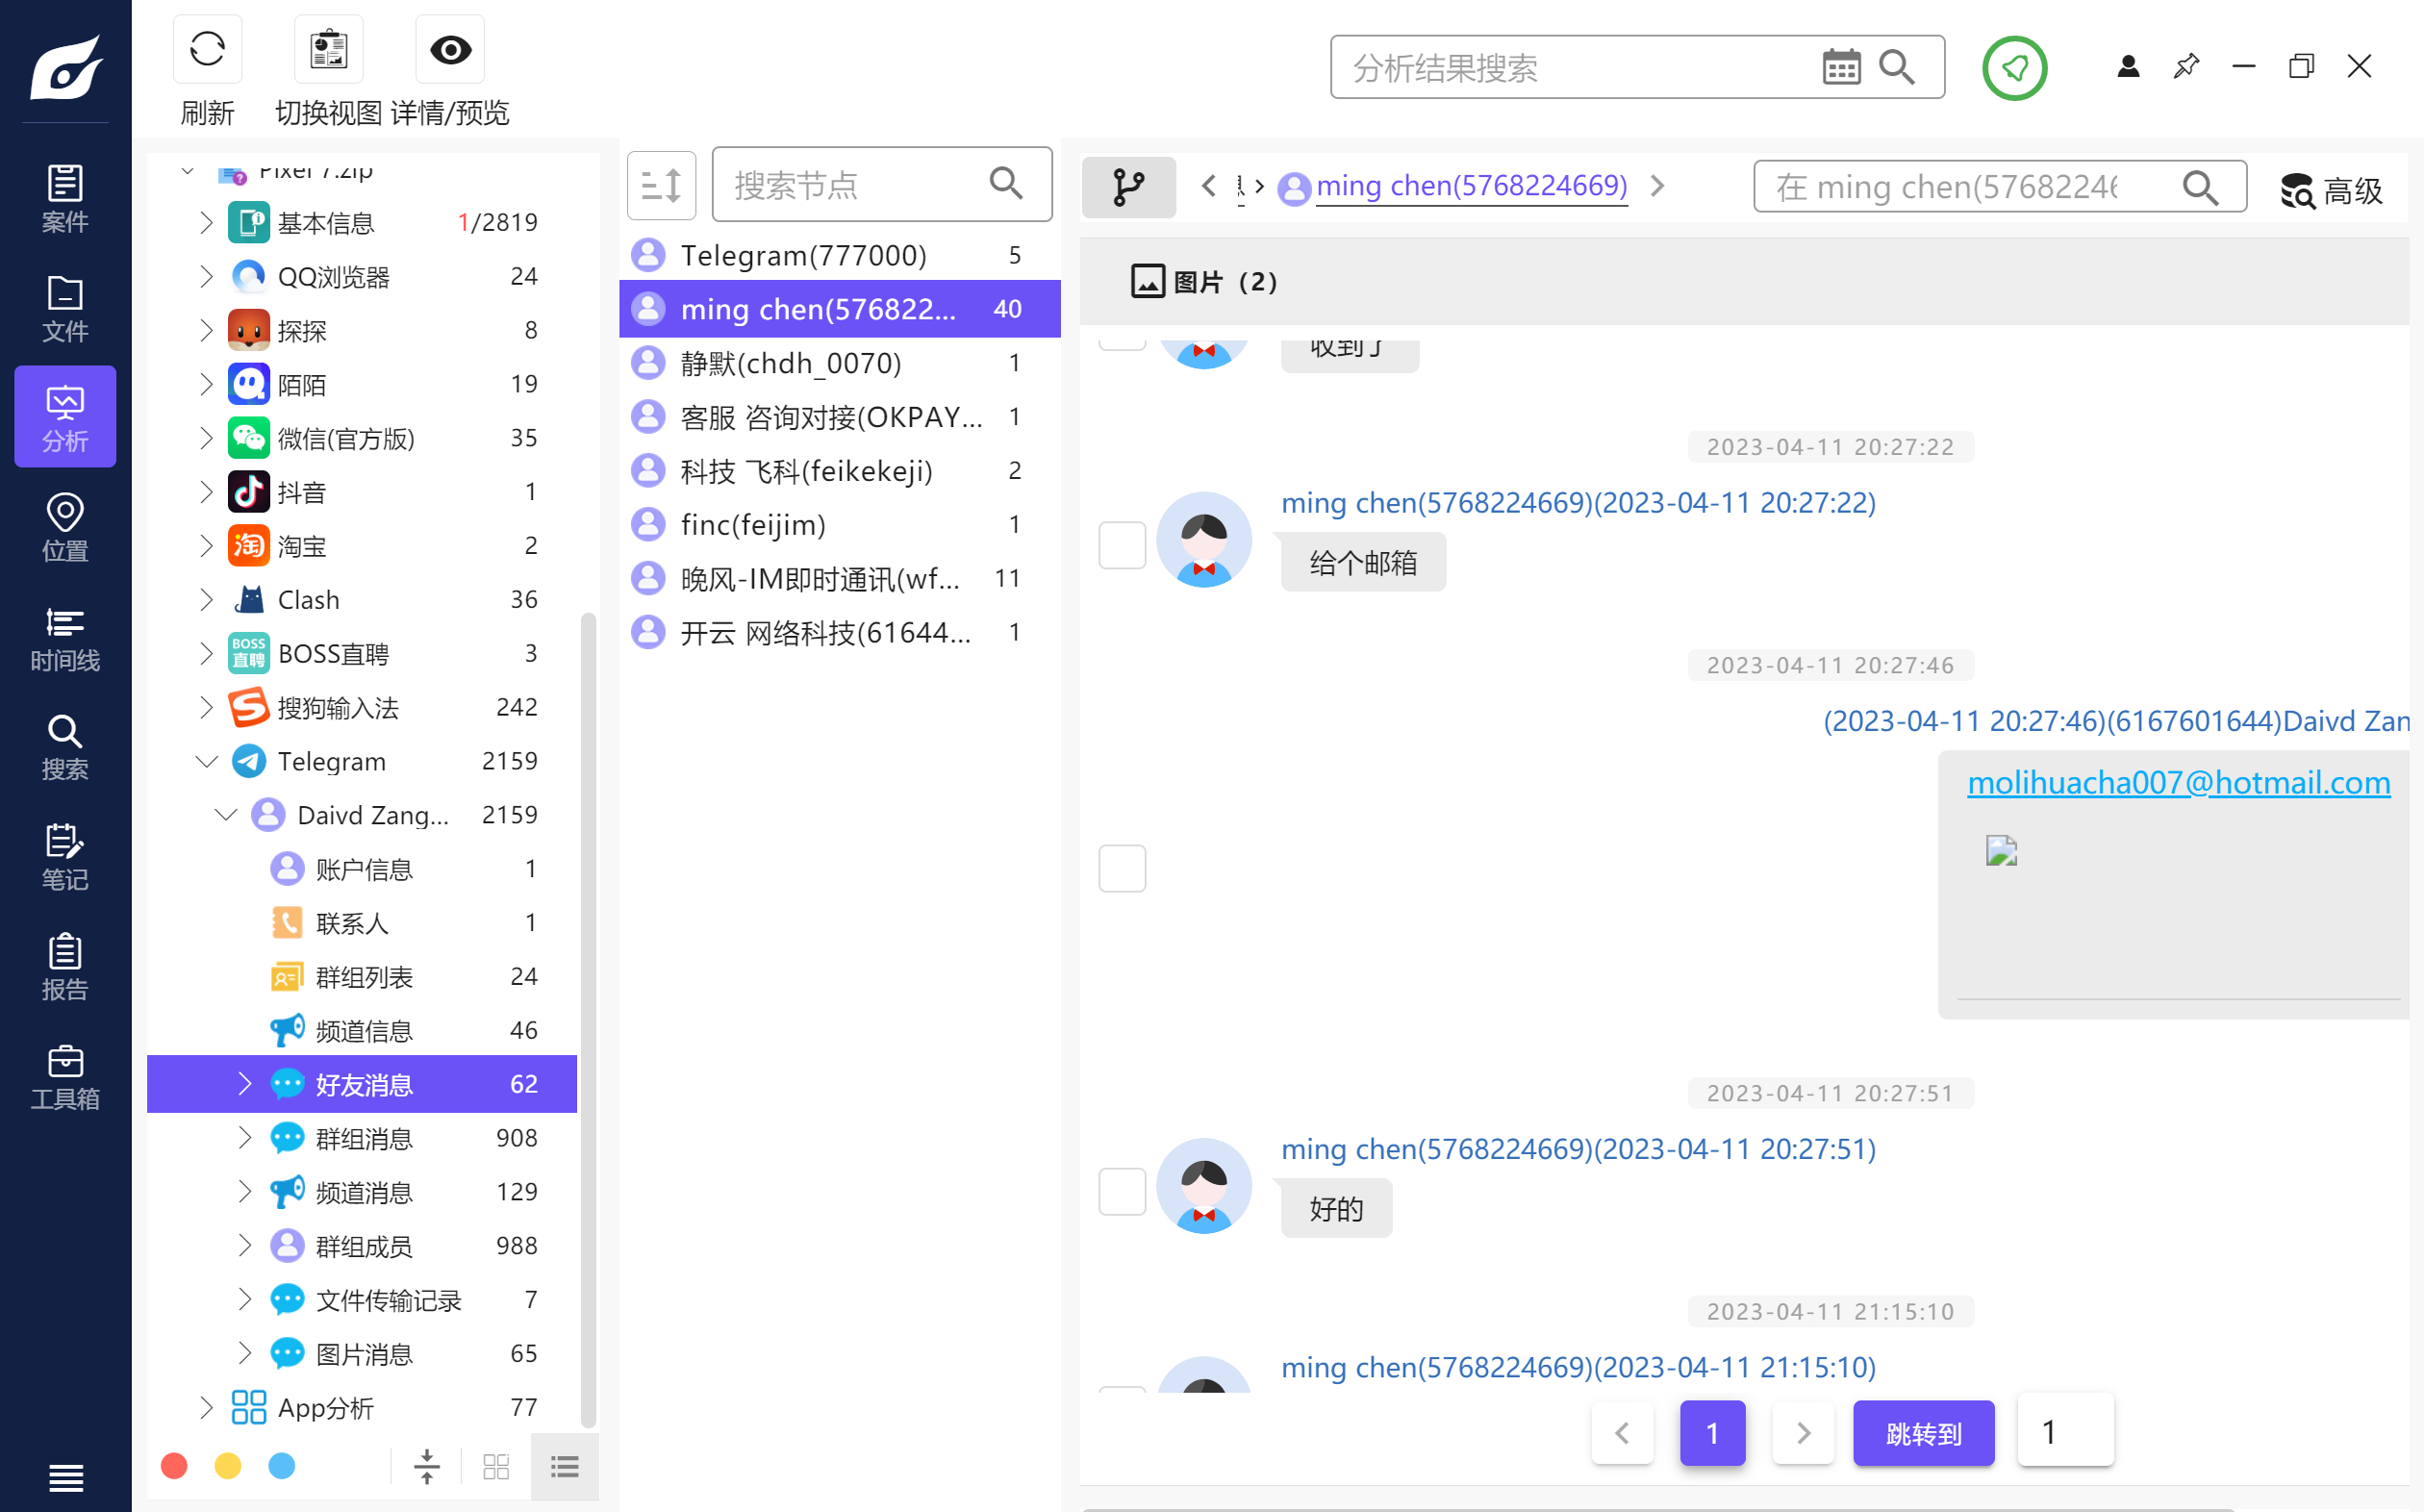 刷新
切换视图
详情/预览
分析结果搜索
案件
文件
分析
位置
时间线
搜索
笔记
报告
工具箱
Pixel 7.zip
基本信息 1/2819
QQ浏览器 24
探探 8
陌陌 19
微信(官方版) 35
抖音 1
淘宝 2
Clash 36
BOSS直聘 3
搜狗输入法 242
Telegram 2159
Daivd Zang... 2159
账户信息 1
联系人 1
群组列表 24
频道信息 46
好友消息 62
群组消息 908
频道消息 129
群组成员 988
文件传输记录 7
图片消息 65
App分析 77
搜索节点
Telegram(777000) 5
ming chen(576822... 40
静默(chdh_0070) 1
客服 咨询对接(OKPAY... 1
科技 飞科(feikekeji) 2
finc(feijim) 1
晚风-IM即时通讯(wf... 11
开云 网络科技(61644... 1
ming chen(5768224669)
在 ming chen(57682246
高级
图片（2）
收到了
2023-04-11 20:27:22
ming chen(5768224669)(2023-04-11 20:27:22)
给个邮箱
2023-04-11 20:27:46
(2023-04-11 20:27:46)(6167601644)Daivd Zan
molihuacha007@hotmail.com
2023-04-11 20:27:51
ming chen(5768224669)(2023-04-11 20:27:51)
好的
2023-04-11 21:15:10
ming chen(5768224669)(2023-04-11 21:15:10)
1
跳转到
1